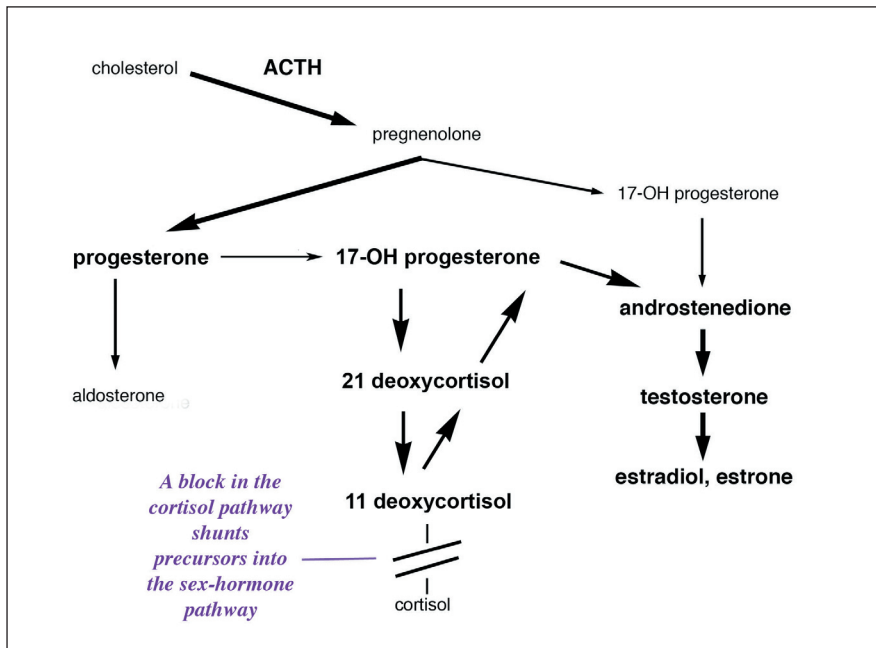 cholesterol
ACTH
pregnenolone
17-OH progesterone
progesterone
17-OH progesterone
androstenedione
21 deoxycortisol
aldosterone
testosterone
estradiol, estrone
A block in the
cortisol pathway
shunts
precursors into
the sex-hormone
pathway
11 deoxycortisol
cortisol